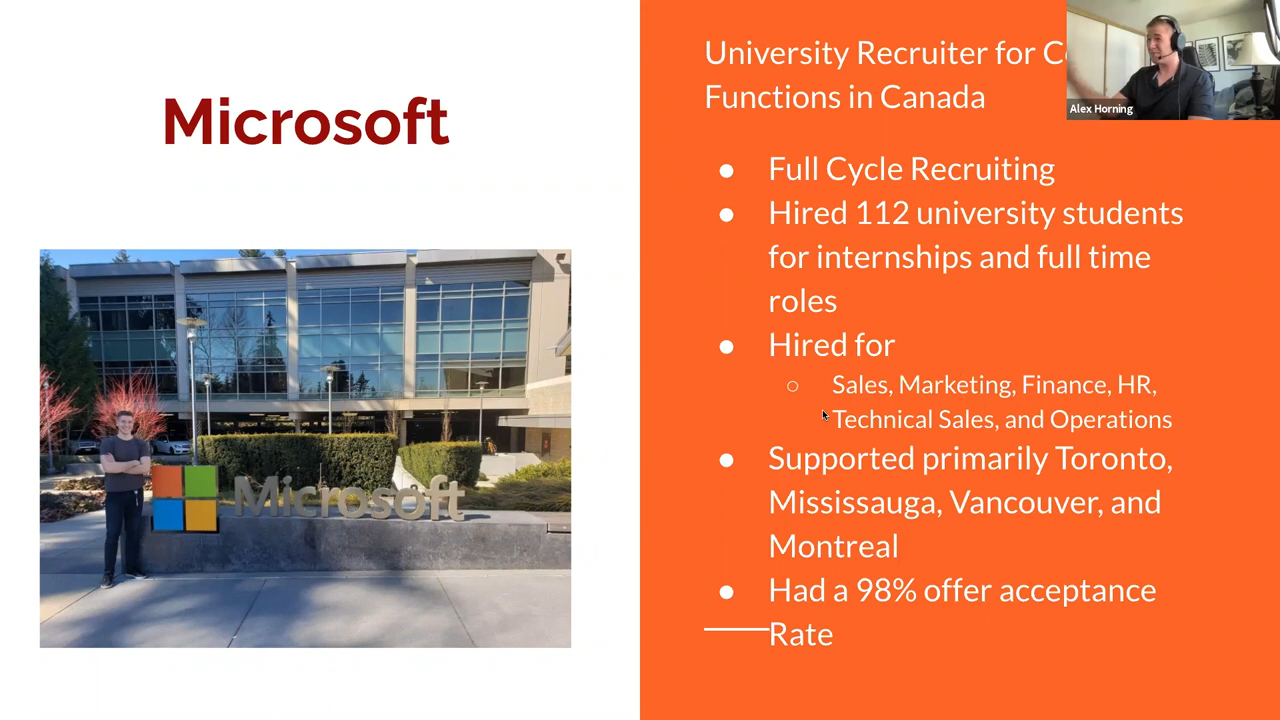 Microsoft
Microsoft
University Recruiter for
Functions in Canada
● Full Cycle Recruiting
● Hired 112 university students
for internships and full time
roles
● Hired for
○ Sales, Marketing, Finance, HR,
Technical Sales, and Operations
● Supported primarily Toronto,
Mississauga, Vancouver, and
Montreal
● Had a 98% offer acceptance
Rate
Alex Horning